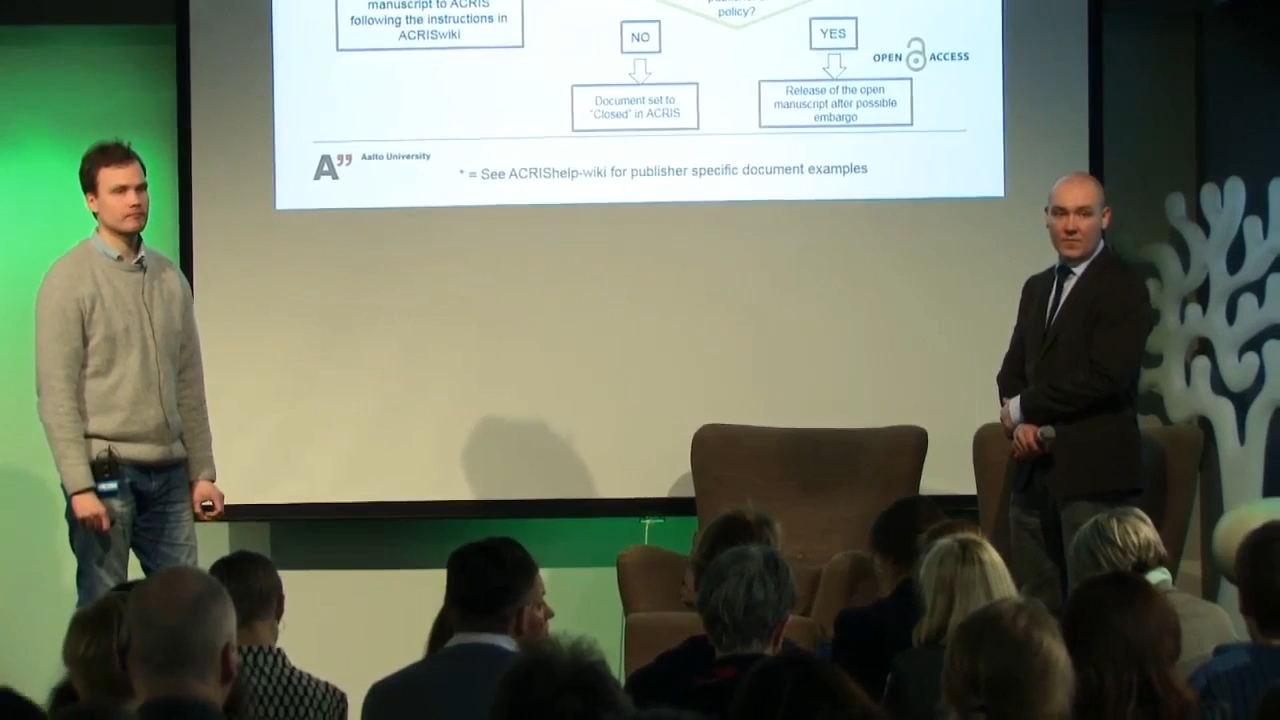 manuscript to ACRIS
following the instructions in
ACRISwiki
policy?
NO
YES
OPEN ACCESS
Document set to
"Closed" in ACRIS
Release of the open
manuscript after possible
embargo
A”
Aalto University
* = See ACRIShelp-wiki for publisher specific document examples